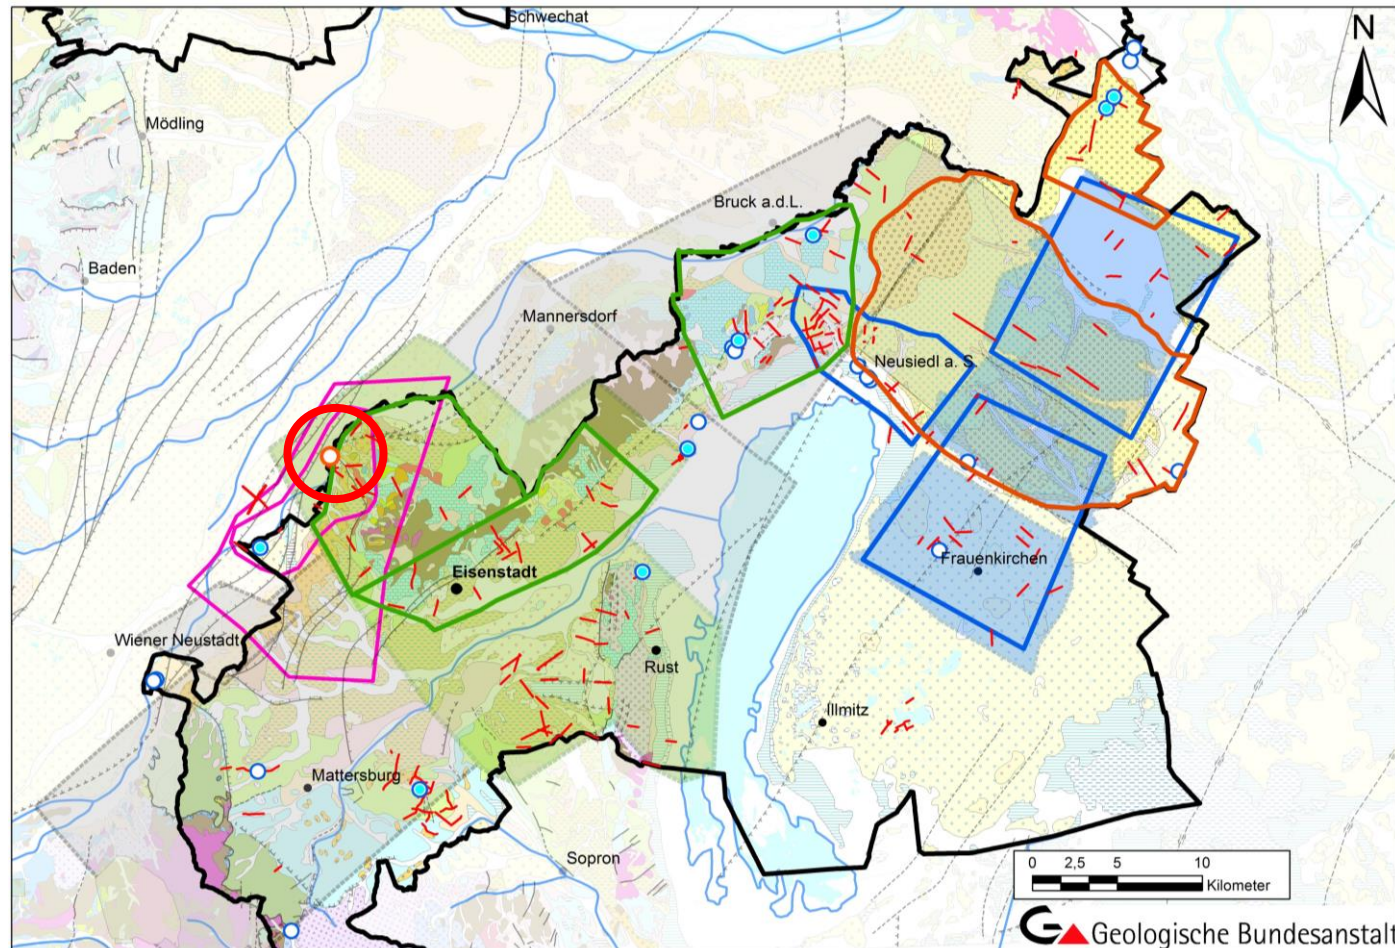 Schwechat
N
Mödling
Bruck a.d.L.
Baden
Mannersdorf
Neusiedl a. S.
Eisenstadt
Frauenkirchen
Wiener Neustadt
Rust
Illmitz
Mattersburg
Sopron
0 2,5 5 10
Kilometer
Geologische Bundesanstalt